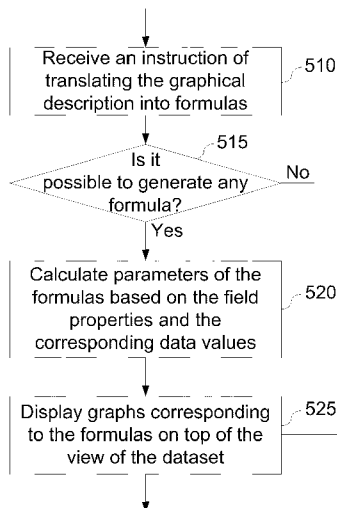 Receive an instruction of
translating the graphical
description into formulas
510
515
Is it
possible to generate any
formula?
No
Yes
Calculate parameters of the
formulas based on the field
properties and the
corresponding data values
520
Display graphs corresponding
to the formulas on top of the
view of the dataset
525